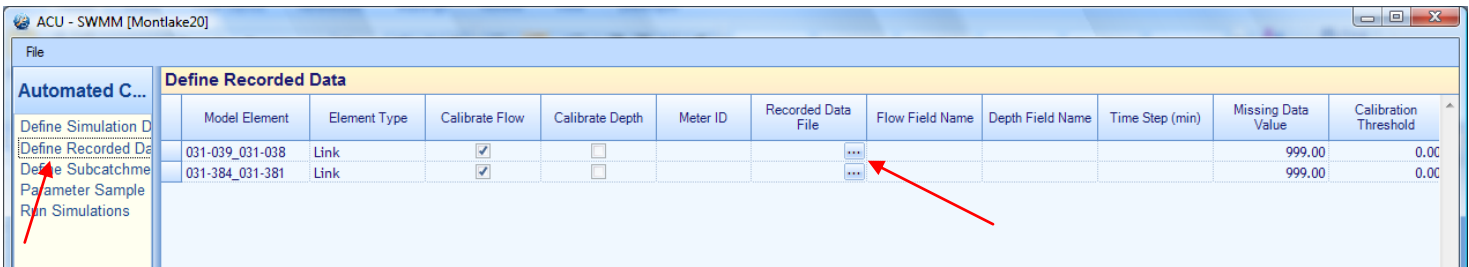 ACU - SWMM [Montlake20]
File
Automated C...
Define Simulation D
Define Recorded Da
Define Subcatchme
Parameter Sample
Run Simulations
Define Recorded Data
Model Element Element Type Calibrate Flow Calibrate Depth Meter ID Recorded Data File Flow Field Name Depth Field Name Time Step (min) Missing Data Value Calibration Threshold
031-039_031-038 Link ... 999.00 0.00
031-384_031-381 Link ... 999.00 0.00